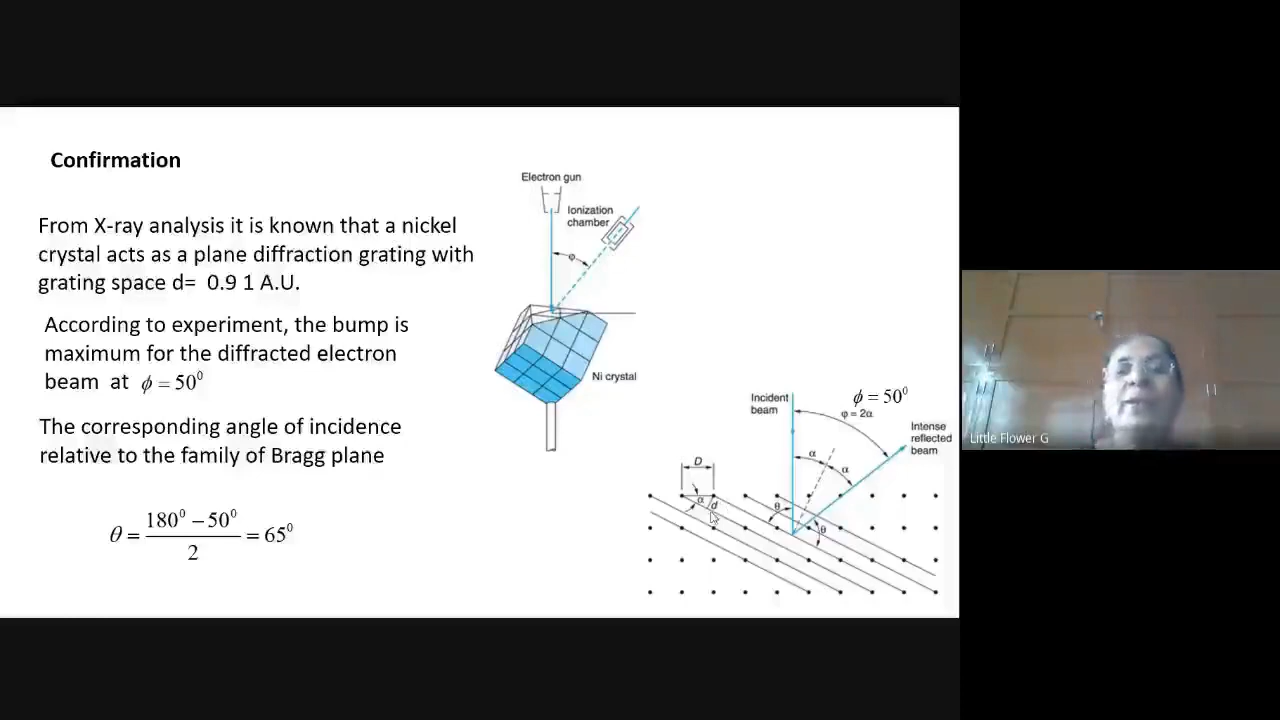 Confirmation
From X-ray analysis it is known that a nickel
crystal acts as a plane diffraction grating with
grating space d= 0.9 1 A.U.
According to experiment, the bump is
maximum for the diffracted electron
beam at ϕ = 50⁰
The corresponding angle of incidence
relative to the family of Bragg plane
θ = (180⁰ − 50⁰) / 2 = 65⁰
Electron gun
Ionization
chamber
φ
Ni crystal
Incident
beam
ϕ = 50⁰
φ = 2α
Intense
reflected
beam
D
α
α
α
d
θ
θ
Little Flower G